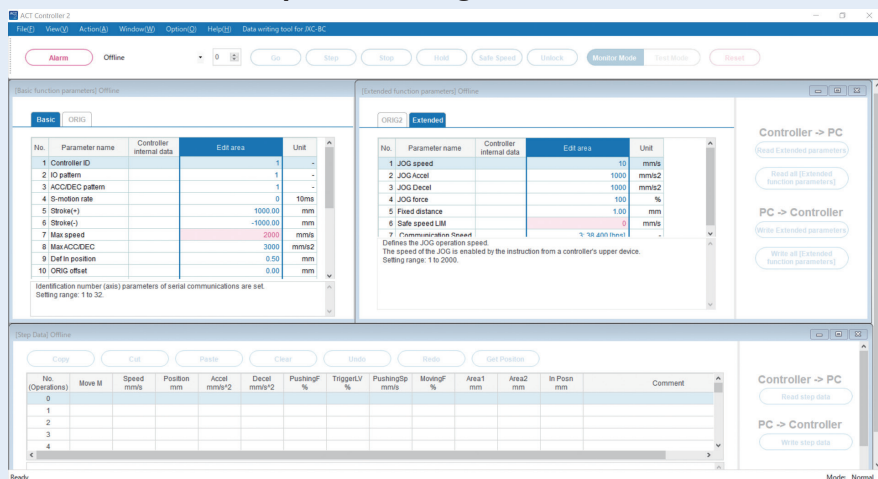 ACT Controller 2
File(F) View(V) Action(A) Window(W) Option(O) Help(H) Data writing tool for JXC-BC
Alarm Offline 0 Go Step Stop Hold Safe Speed Unlock Monitor Mode Test Mode Reset
[Basic function parameters] Offline
Basic ORIG
No. Parameter name Controller internal data Edit area Unit
1 Controller ID 1 -
2 IO pattern 1 -
3 ACC/DEC pattern 1 -
4 S-motion rate 0 10ms
5 Stroke(+) 1000.00 mm
6 Stroke(-) -1000.00 mm
7 Max speed 2000 mm/s
8 Max ACC/DEC 3000 mm/s2
9 Def In position 0.50 mm
10 ORIG offset 0.00 mm
Identification number (axis) parameters of serial communications are set.
Setting range: 1 to 32.
[Extended function parameters] Offline
ORIG2 Extended
No. Parameter name Controller internal data Edit area Unit
1 JOG speed 10 mm/s
2 JOG Accel 1000 mm/s2
3 JOG Decel 1000 mm/s2
4 JOG force 100 %
5 Fixed distance 1.00 mm
6 Safe speed LIM 0 mm/s
7 Communication Speed 3: 38,400 [bps] -
Defines the JOG operation speed.
The speed of the JOG is enabled by the instruction from a controller's upper device.
Setting range: 1 to 2000.
Controller -> PC
Read Extended parameters
Read all [Extended
function parameters]
PC -> Controller
Write Extended parameters
Write all [Extended
function parameters]
[Step Data] Offline
Copy Cut Paste Clear Undo Redo Get Position
No. (Operations) Move M Speed mm/s Position mm Accel mm/s^2 Decel mm/s^2 PushingF % TriggerLV % PushingSp mm/s MovingF % Area1 mm Area2 mm In Posn mm Comment
0
1
2
3
4
Controller -> PC
Read step data
PC -> Controller
Write step data
Ready Mode: Normal